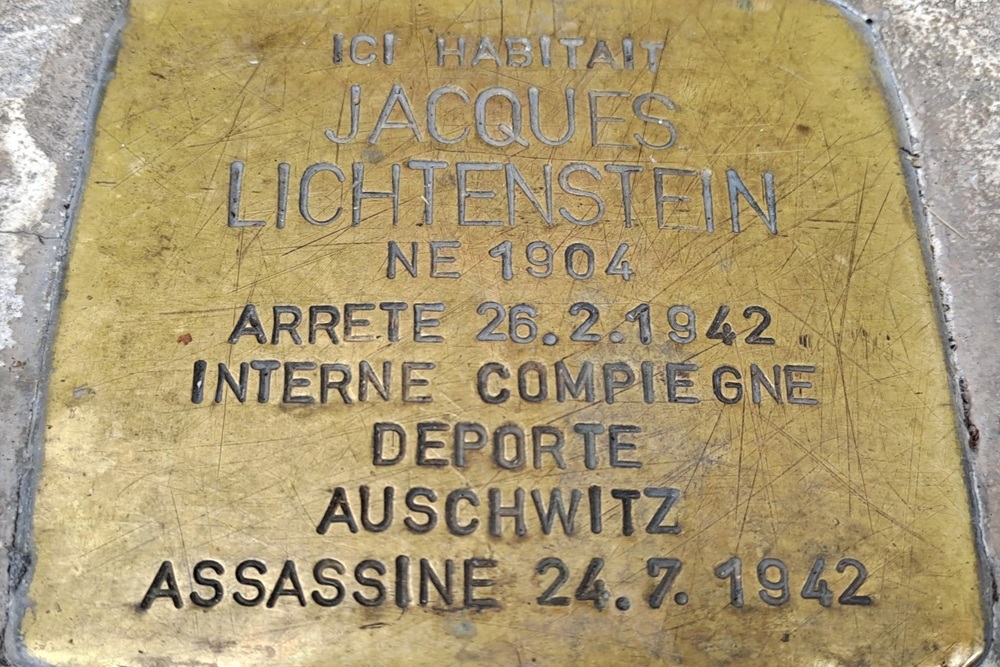 ICI HABITAIT
JACQUES
LICHTENSTEIN
NE 1904
ARRETE 26.2.1942
INTERNE COMPIEGNE
DEPORTE
AUSCHWITZ
ASSASSINE 24.7.1942